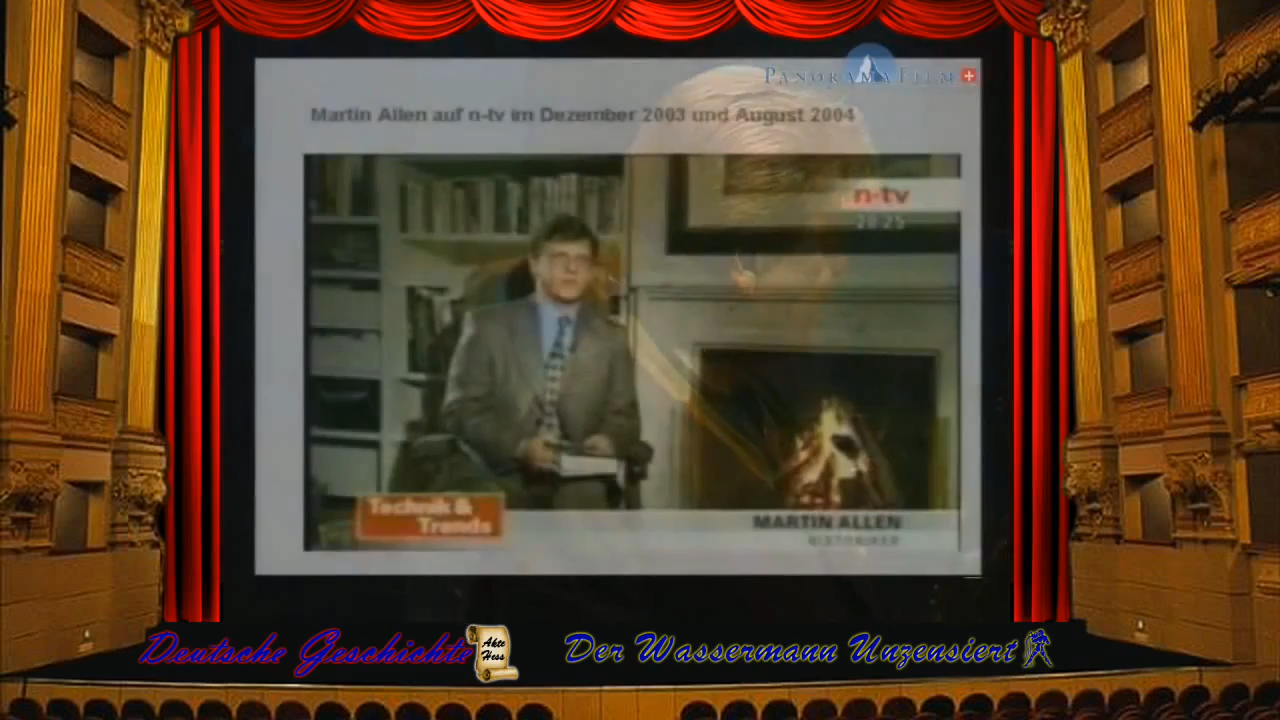 PANORAMA FILM
Martin Allen auf n-tv im Dezember 2003 und August 2004
n-tv
20:25
Technik &
Trends
MARTIN ALLEN
HISTORIKER
Deutsche Geschichte
Akte
Hess
Der Wassermann Unzensiert